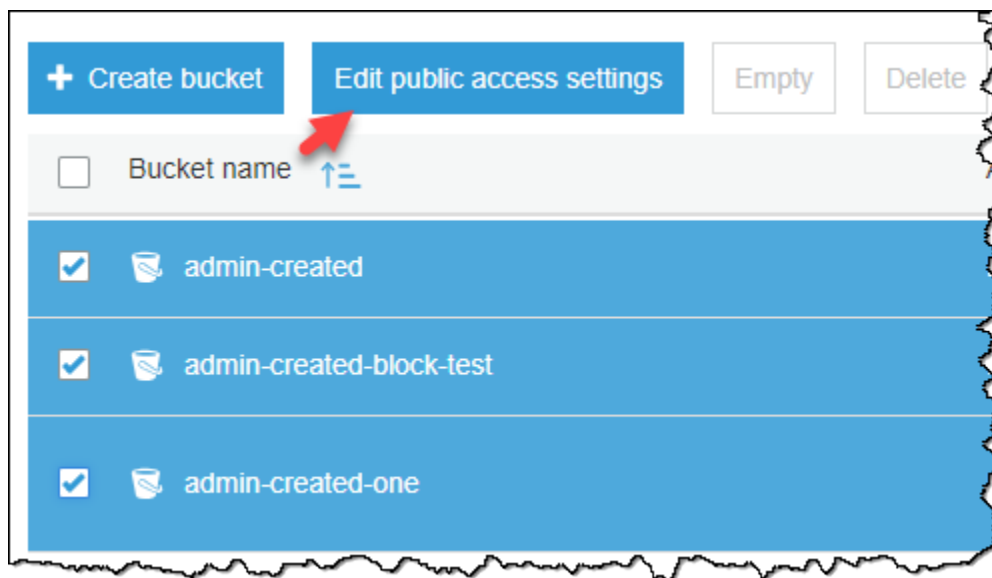 + Create bucket Edit public access settings Empty Delete
Bucket name
admin-created
admin-created-block-test
admin-created-one